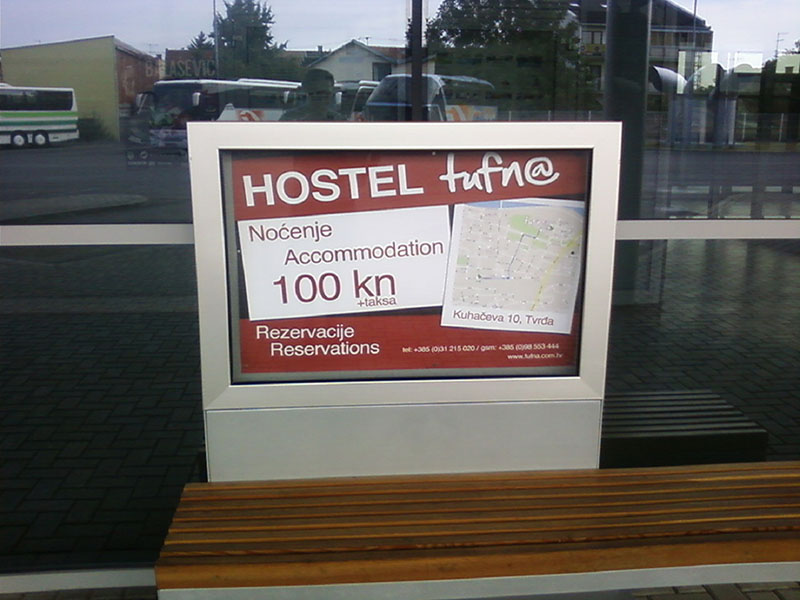 HOSTEL tufn@
Noćenje
Accommodation
100 kn
+taksa
Kuhačeva 10, Tvrđa
Rezervacije
Reservations
tel: +385 (0)31 215 020 / gsm: +385 (0)98 553 444
www.tufna.com.hr